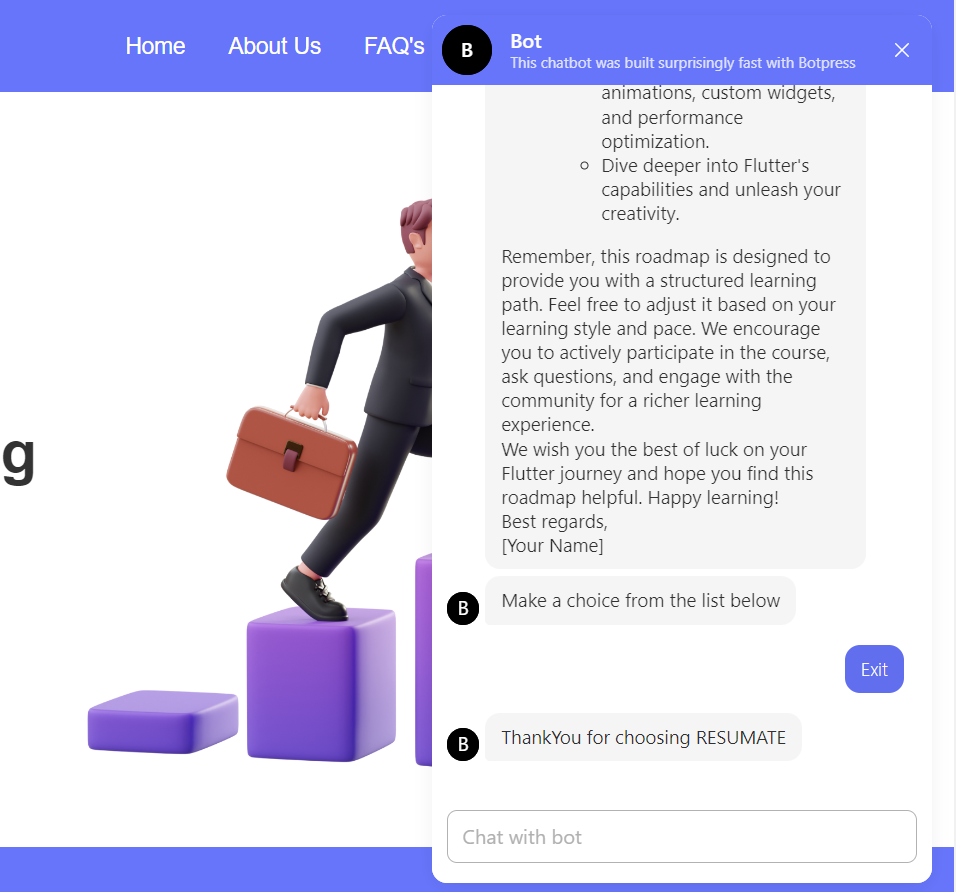 Home About Us FAQ's
B
Bot
This chatbot was built surprisingly fast with Botpress
g
animations, custom widgets,
and performance
optimization.
Dive deeper into Flutter's
capabilities and unleash your
creativity.
Remember, this roadmap is designed to
provide you with a structured learning
path. Feel free to adjust it based on your
learning style and pace. We encourage
you to actively participate in the course,
ask questions, and engage with the
community for a richer learning
experience.
We wish you the best of luck on your
Flutter journey and hope you find this
roadmap helpful. Happy learning!
Best regards,
[Your Name]
B
Make a choice from the list below
Exit
B
ThankYou for choosing RESUMATE
Chat with bot